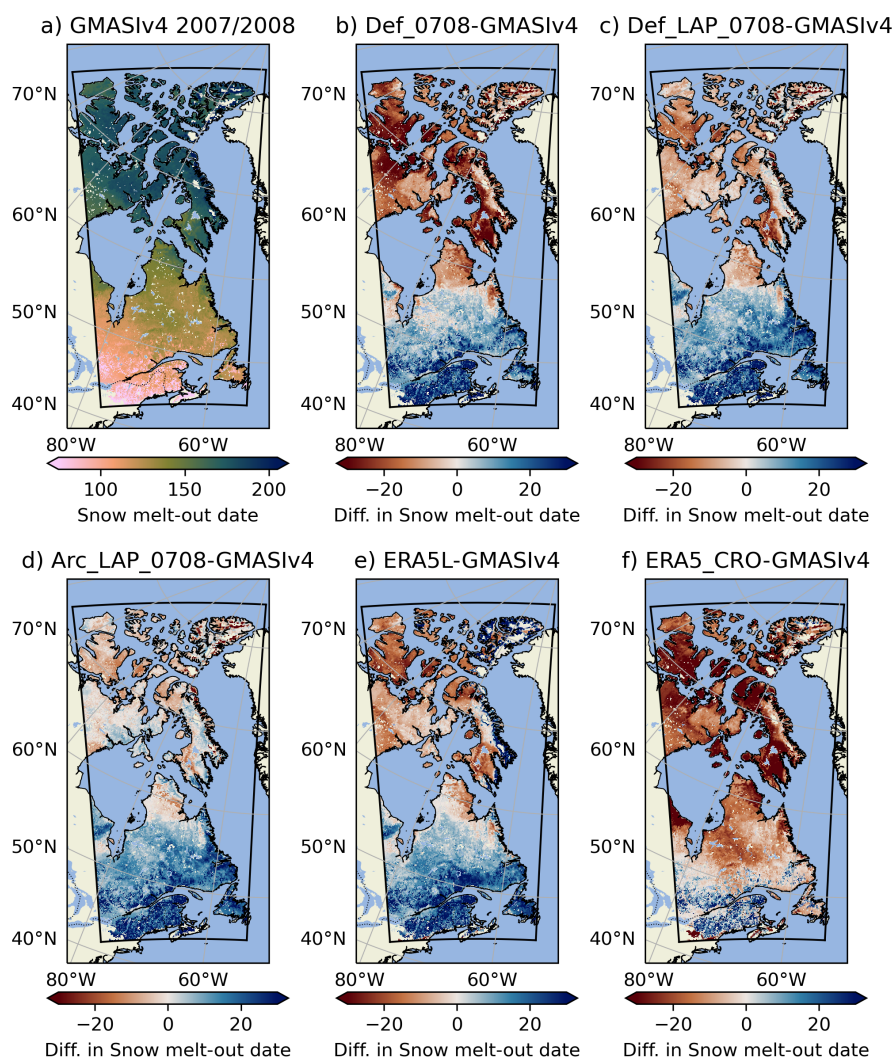 a) GMASIv4 2007/2008
b) Def_0708-GMASIv4
c) Def_LAP_0708-GMASIv4
70°N
60°N
50°N
40°N
80°W
60°W
100
150
200
Snow melt-out date
70°N
60°N
50°N
40°N
80°W
60°W
−20
0
20
Diff. in Snow melt-out date
70°N
60°N
50°N
40°N
80°W
60°W
−20
0
20
Diff. in Snow melt-out date
d) Arc_LAP_0708-GMASIv4
e) ERA5L-GMASIv4
f) ERA5_CRO-GMASIv4
70°N
60°N
50°N
40°N
80°W
60°W
−20
0
20
Diff. in Snow melt-out date
70°N
60°N
50°N
40°N
80°W
60°W
−20
0
20
Diff. in Snow melt-out date
70°N
60°N
50°N
40°N
80°W
60°W
−20
0
20
Diff. in Snow melt-out date